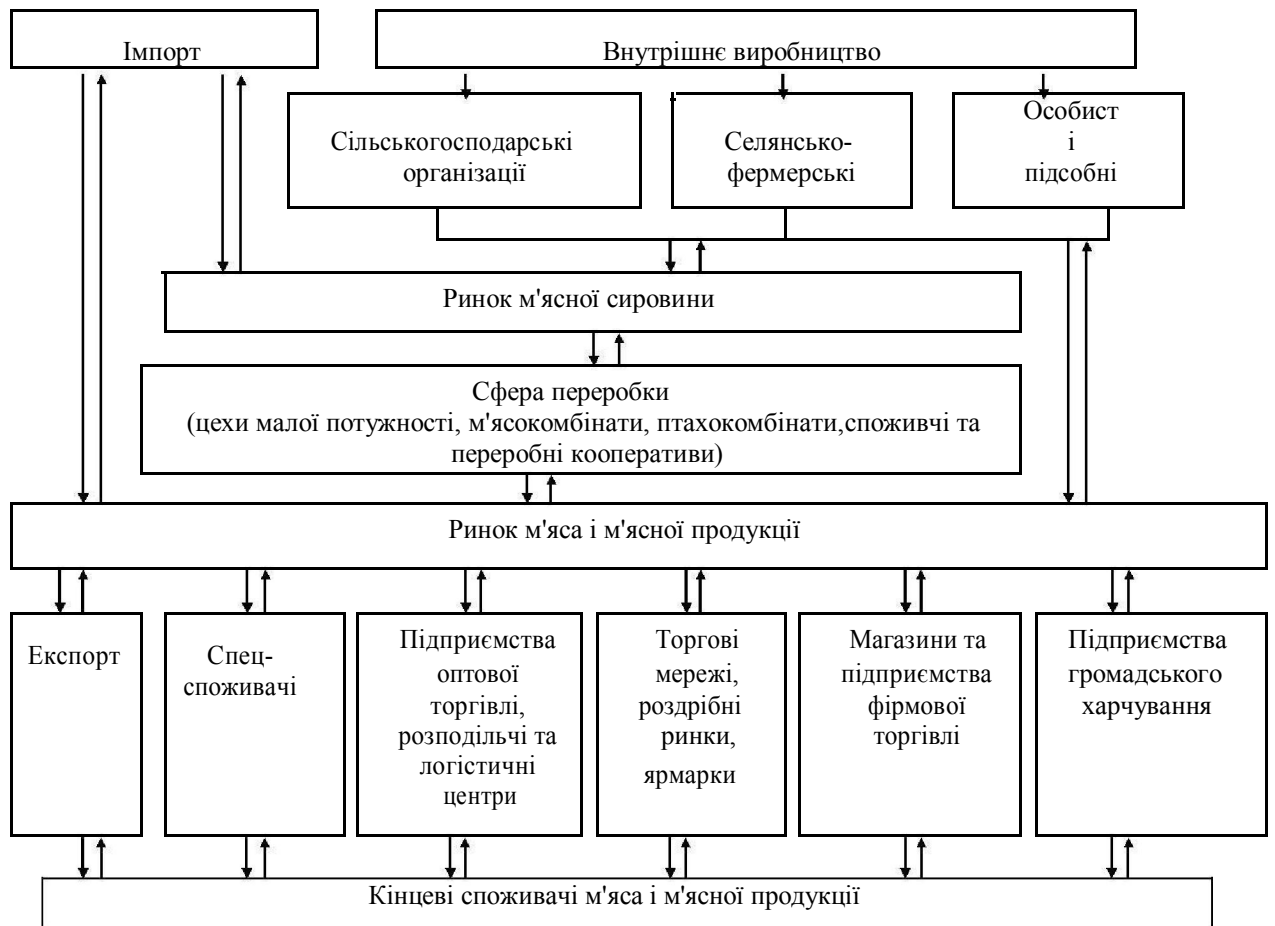 Імпорт
Внутрішнє виробництво
Сільськогосподарські
організації
Селянсько-
фермерські
Особист
і
підсобні
Ринок м'ясної сировини
Сфера переробки
(цехи малої потужності, м'ясокомбінати, птахокомбінати,споживчі та
переробні кооперативи)
Ринок м'яса і м'ясної продукції
Експорт
Спец-
споживачі
Підприємства
оптової
торгівлі,
розподільчі та
логістичні
центри
Торгові
мережі,
роздрібні
ринки,
ярмарки
Магазини та
підприємства
фірмової
торгівлі
Підприємства
громадського
харчування
Кінцеві споживачі м'яса і м'ясної продукції